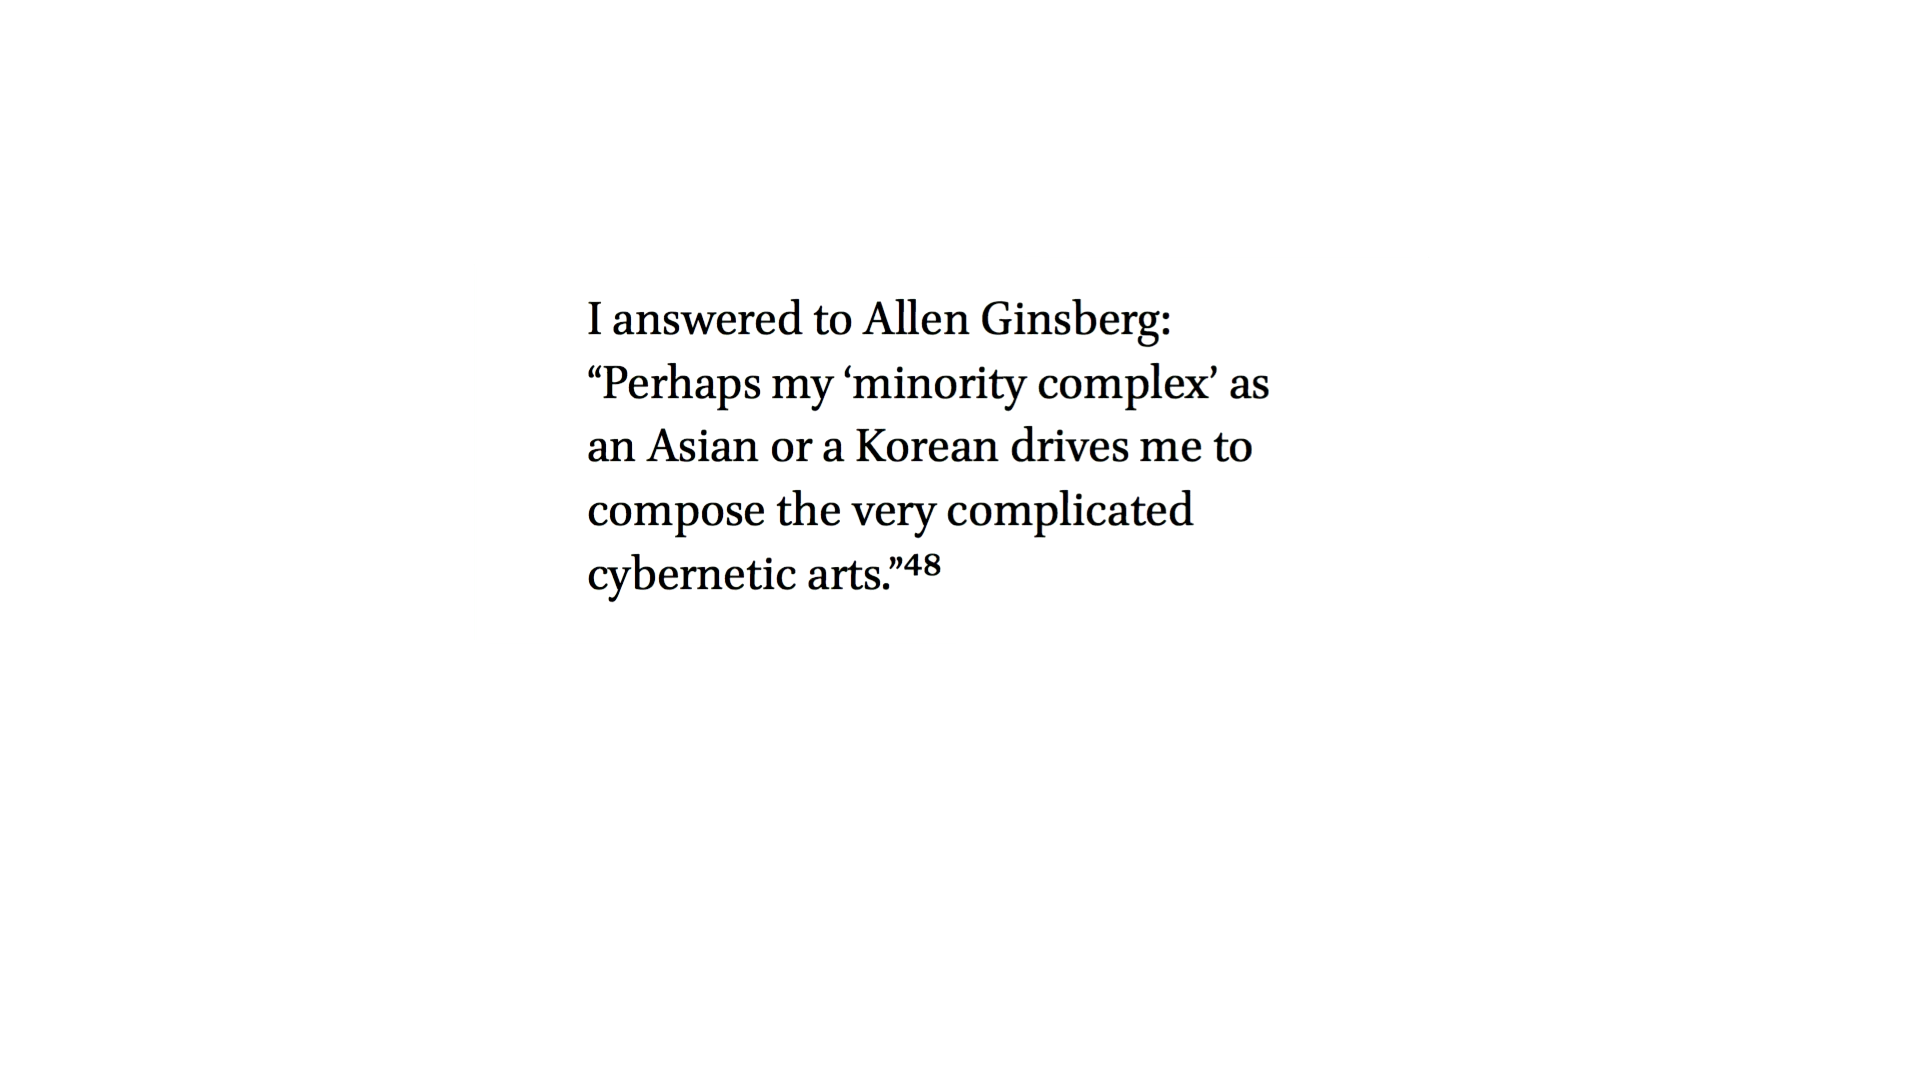 I answered to Allen Ginsberg:
“Perhaps my ‘minority complex’ as
an Asian or a Korean drives me to
compose the very complicated
cybernetic arts.”⁴⁸